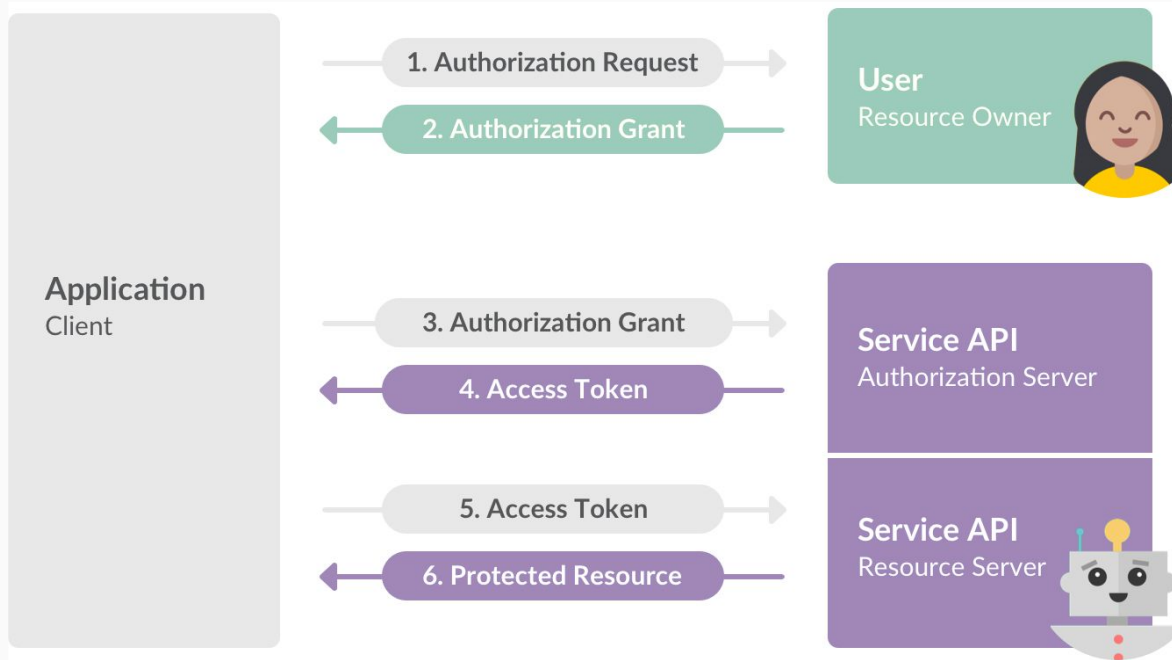 1. Authorization Request
2. Authorization Grant
User
Resource Owner
Application
Client
3. Authorization Grant
4. Access Token
Service API
Authorization Server
5. Access Token
6. Protected Resource
Service API
Resource Server